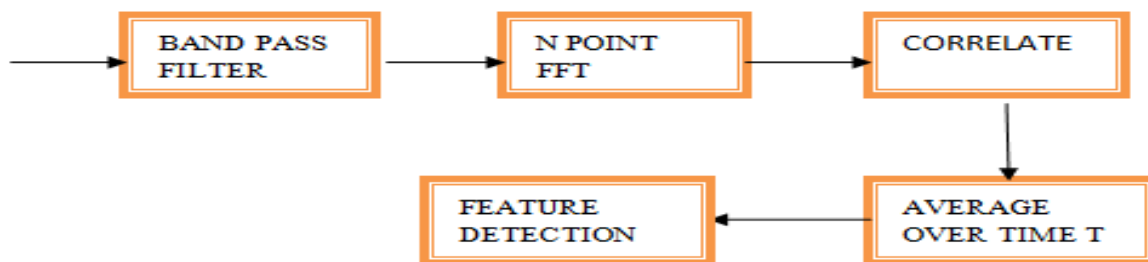 BAND PASS
FILTER
N POINT
FFT
CORRELATE
AVERAGE
OVER TIME T
FEATURE
DETECTION